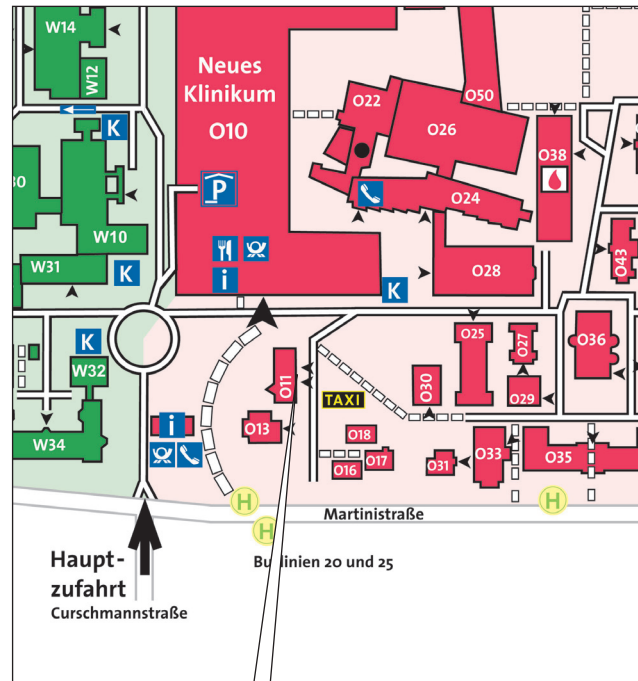 W14
W12
K
Neues
Klinikum
O10
O22
O50
O26
O38
P
O24
W10
W31
K
i
K
O28
O43
K
W32
W34
O11
O13
i
TAXI
O30
O25
O27
O29
O36
O18
O16
O17
O31
O33
O35
H
H
H
Martinistraße
Haupt-
zufahrt
Curschmannstraße
20 und 25